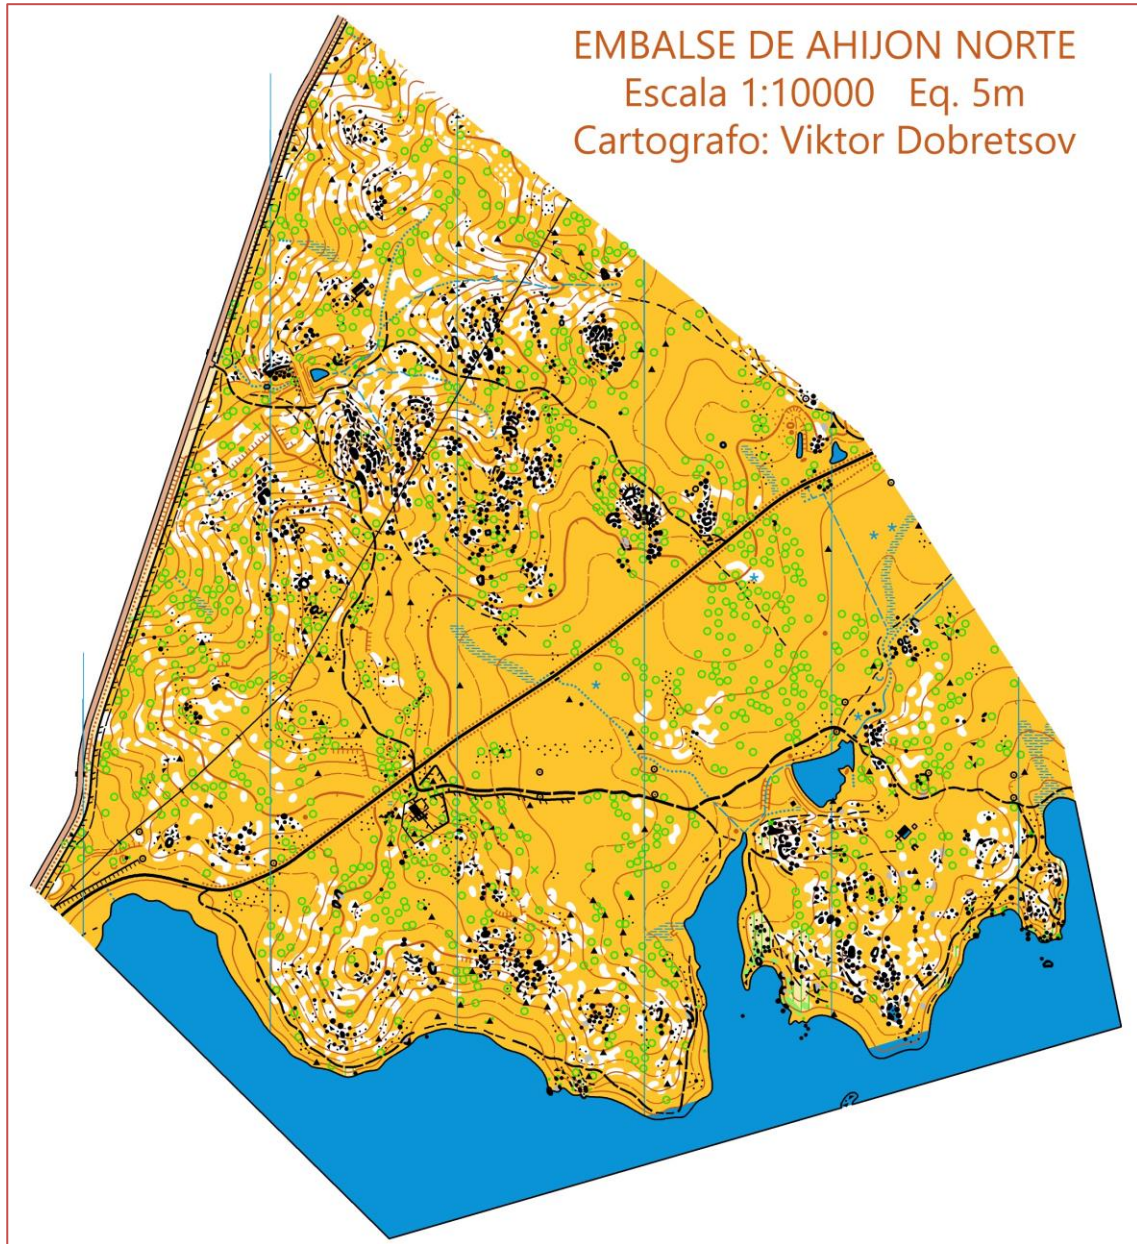 EMBALSE DE AHIJON NORTE
Escala 1:10000 Eq. 5m
Cartografo: Viktor Dobretsov